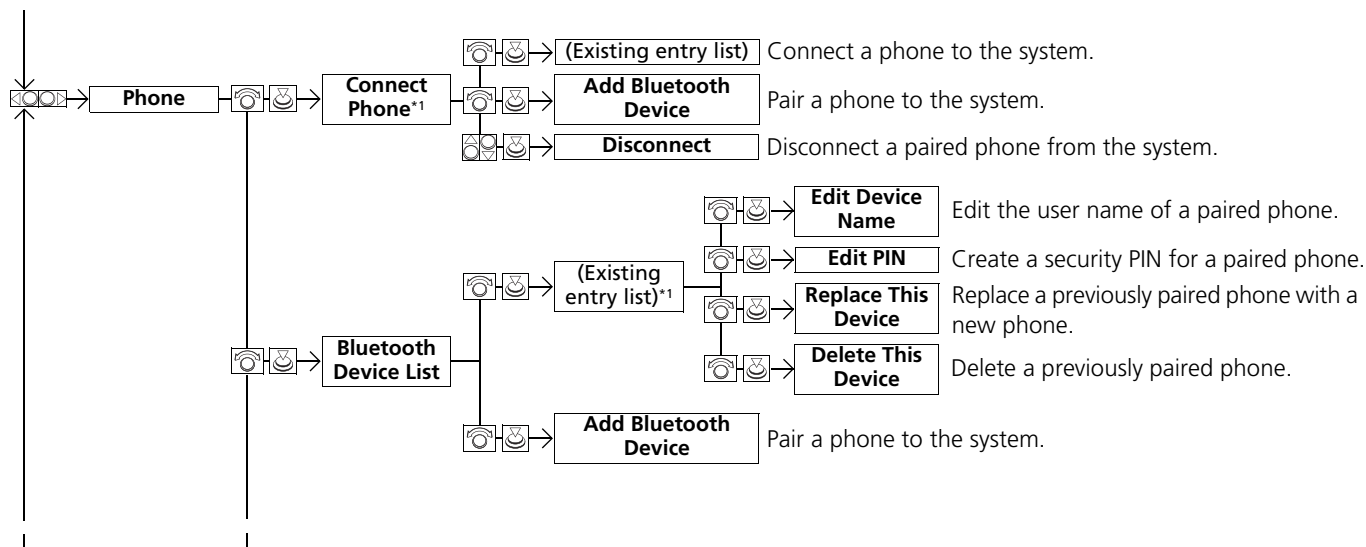 (Existing entry list) Connect a phone to the system.
Phone
Connect
Phone*1
Add Bluetooth
Device
Pair a phone to the system.
Disconnect Disconnect a paired phone from the system.
Edit Device
Name
Edit the user name of a paired phone.
Edit PIN Create a security PIN for a paired phone.
(Existing
entry list)*1
Replace This
Device
Replace a previously paired phone with a
new phone.
Bluetooth
Device List
Delete This
Device
Delete a previously paired phone.
Add Bluetooth
Device
Pair a phone to the system.